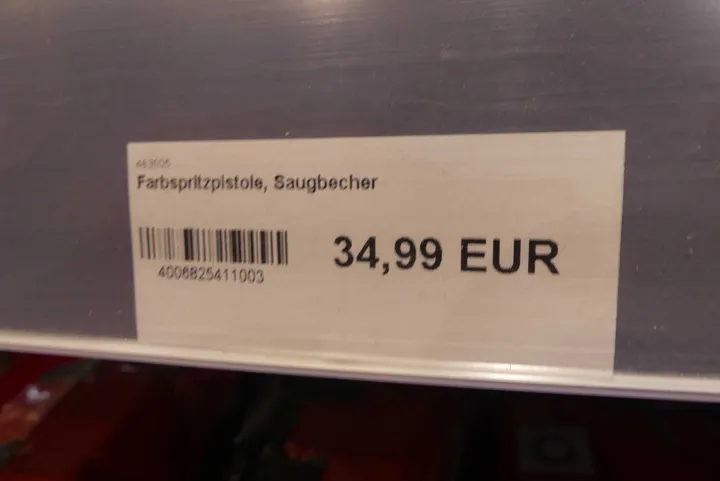 Farbspritzpistole, Saugbecher
34,99 EUR
4006825411003